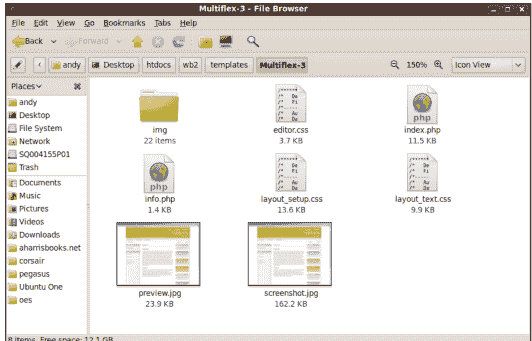 Multiflex-3 - File Browser
File Edit View Go Bookmarks Tabs Help
Back Forward
andy Desktop htdocs wb2 templates Multiflex-3 150% Icon View
Places
andy
Desktop
File System
Network
SQ004155P01
Trash
Documents
Music
Pictures
Videos
Downloads
aharrisbooks.net
corsair
pegasus
Ubuntu One
oes
img
22 items
editor.css
3.7 KB
php
index.php
11.5 KB
php
info.php
1.4 KB
layout_setup.css
13.6 KB
layout_text.css
9.9 KB
preview.jpg
23.9 KB
screenshot.jpg
162.2 KB
8 items, Free space: 12.1 GB